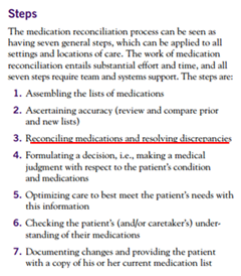 Steps
The medication reconciliation process can be seen as
having seven general steps, which can be applied to all
settings and locations of care. The work of medication
reconciliation entails substantial effort and time, and all
seven steps require team and systems support. The steps are:
1. Assembling the lists of medications
2. Ascertaining accuracy (review and compare prior
and new lists)
3. Reconciling medications and resolving discrepancies
4. Formulating a decision, i.e., making a medical
judgment with respect to the patient's condition
and medications
5. Optimizing care to best meet the patient's needs with
this information
6. Checking the patient's (and/or caretaker's) under-
standing of their medications
7. Documenting changes and providing the patient
with a copy of his or her current medication list